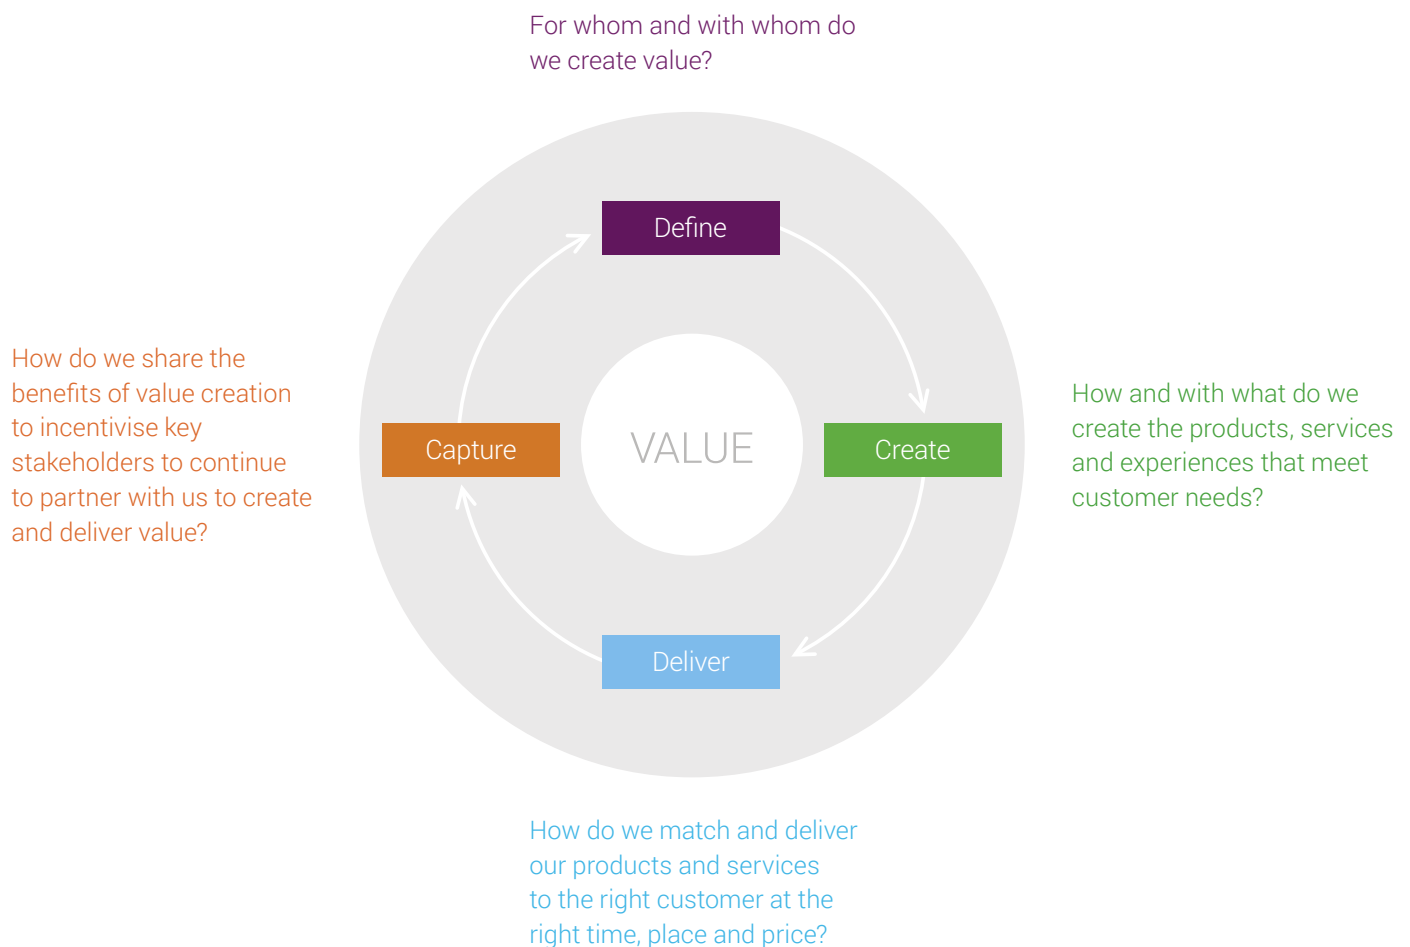 For whom and with whom do
we create value?
Define
How do we share the
benefits of value creation
to incentivise key
stakeholders to continue
to partner with us to create
and deliver value?
Capture
VALUE
Create
How and with what do we
create the products, services
and experiences that meet
customer needs?
Deliver
How do we match and deliver
our products and services
to the right customer at the
right time, place and price?